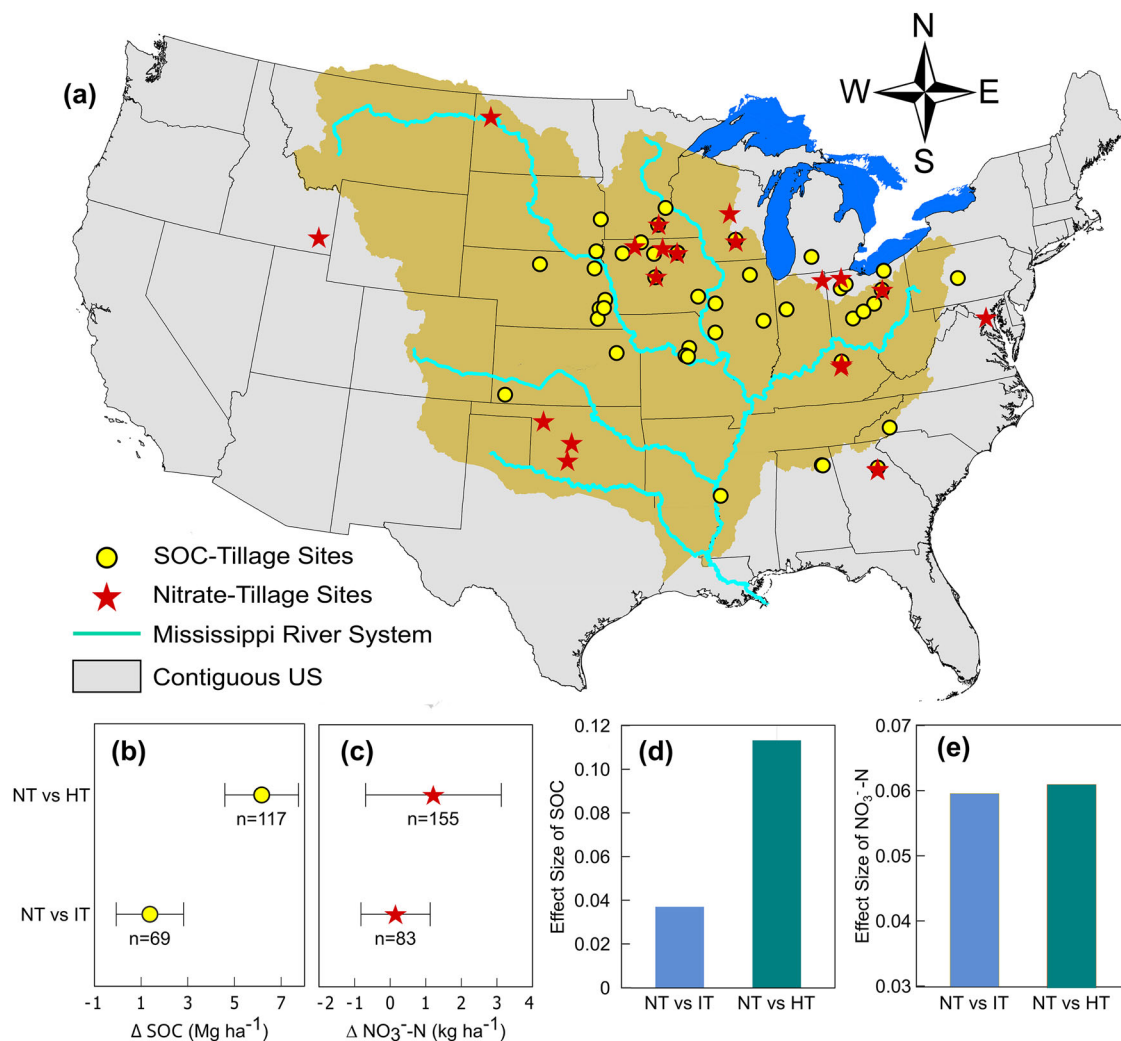 N
(a)
W E
S
SOC-Tillage Sites
Nitrate-Tillage Sites
Mississippi River System
Contiguous US
(b)
NT vs HT
n=117
NT vs IT
n=69
-1 1 3 5 7
Δ SOC (Mg ha⁻¹)
(c)
n=155
n=83
-2 -1 0 1 2 3 4
Δ NO₃⁻-N (kg ha⁻¹)
(d)
Effect Size of SOC
0.12
0.10
0.08
0.06
0.04
0.02
0
NT vs IT NT vs HT
(e)
Effect Size of NO₃⁻-N
0.07
0.06
0.05
0.04
0.03
NT vs IT NT vs HT